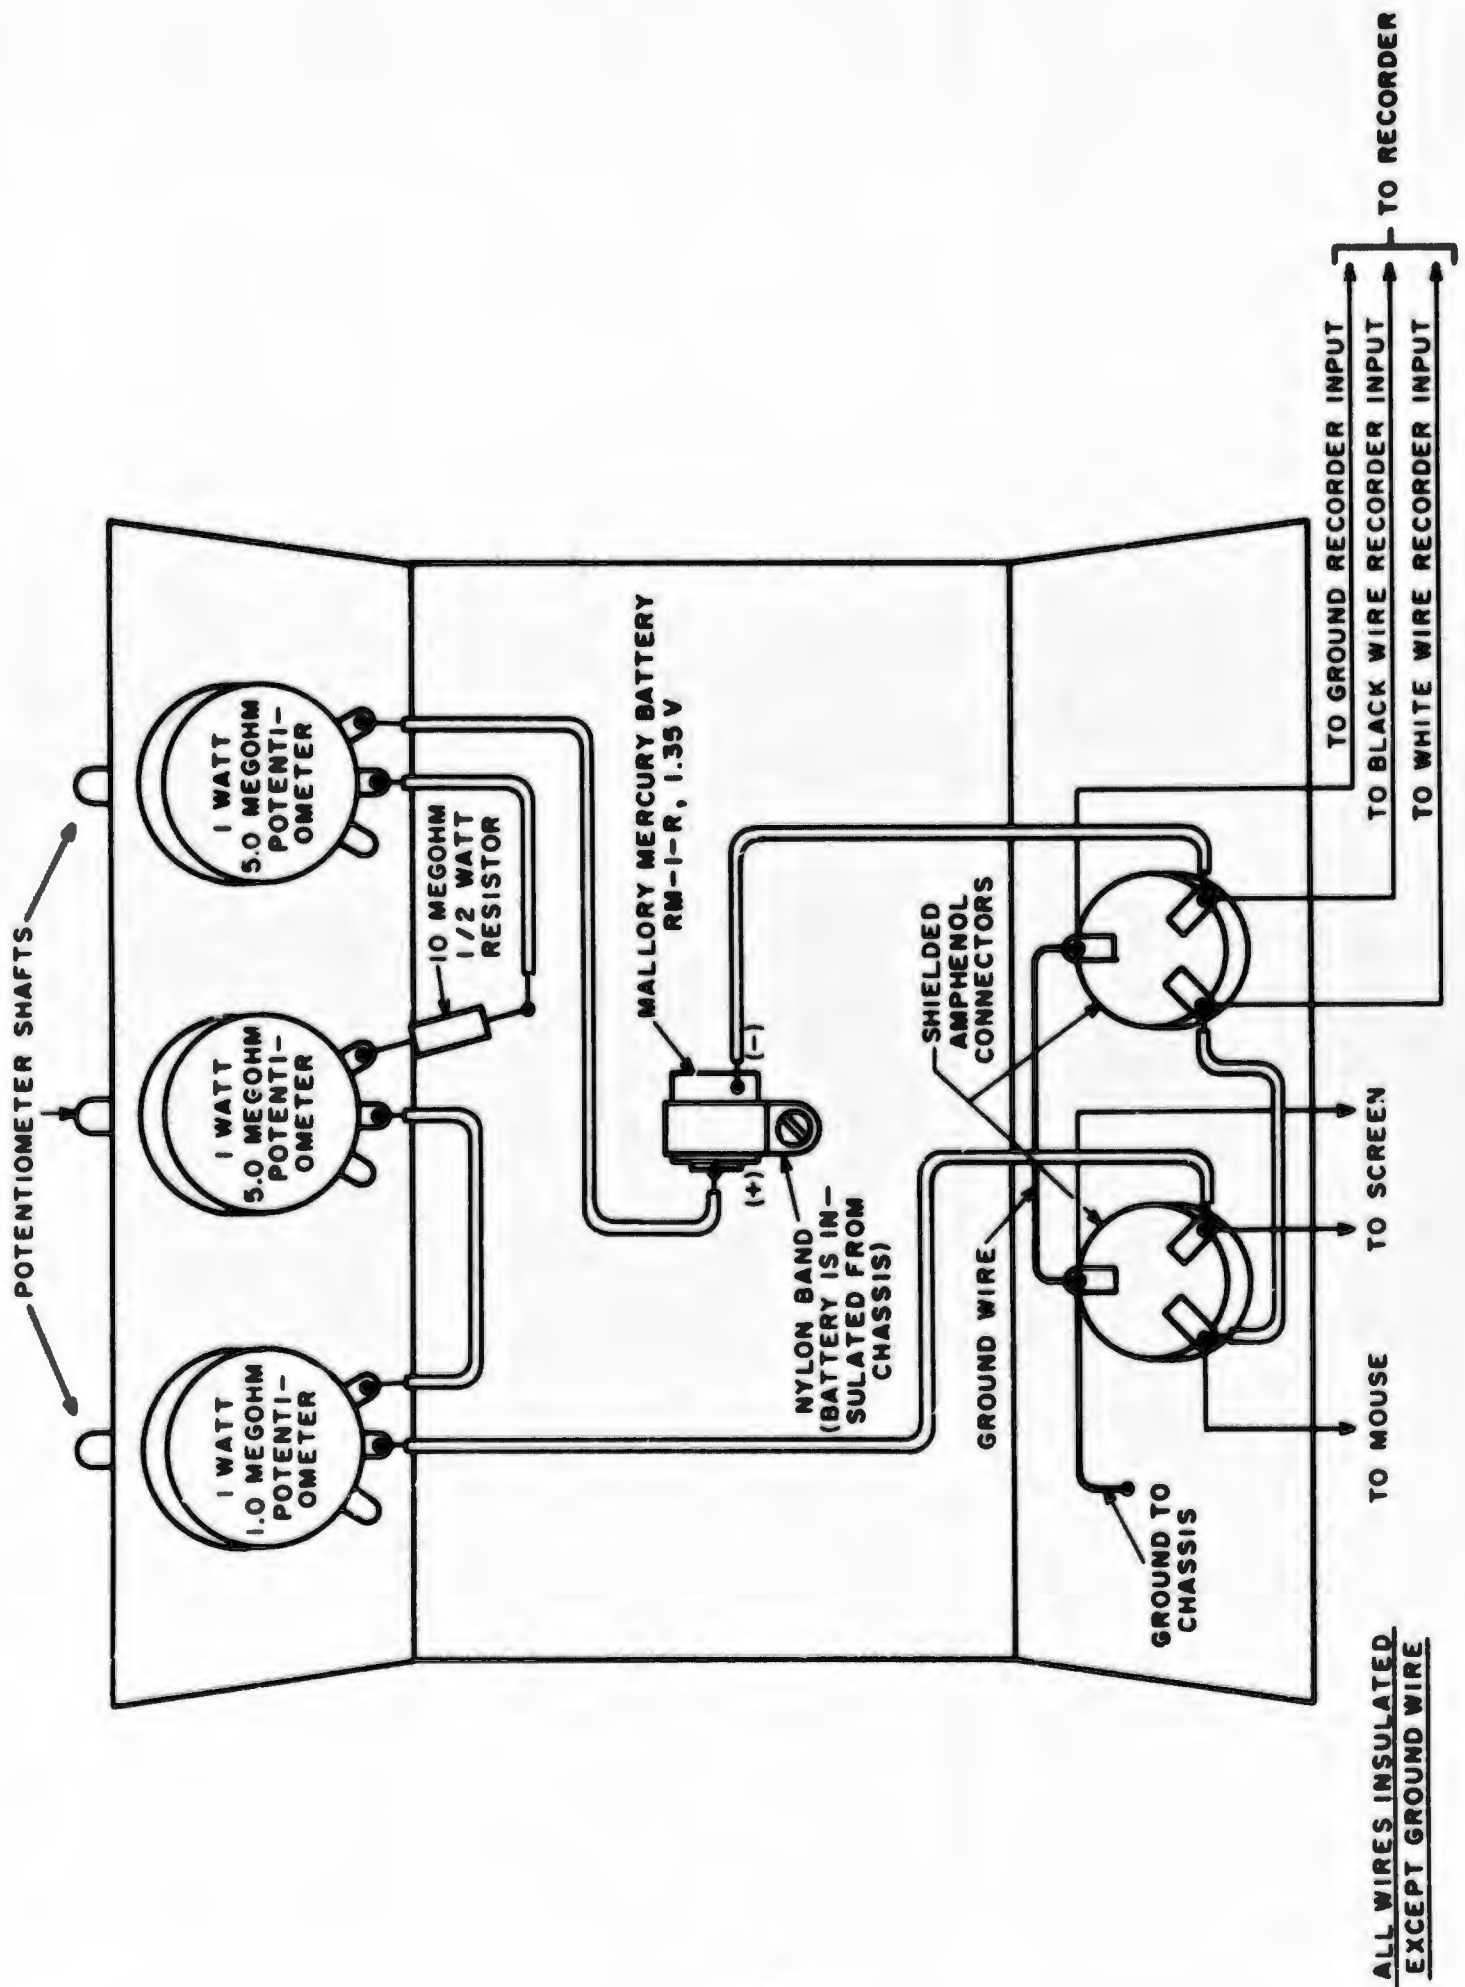 POTENTIOMETER SHAFTS
1 WATT
1.0 MEGOHM
POTENTI-
OMETER
1 WATT
5.0 MEGOHM
POTENTI-
OMETER
1 WATT
5.0 MEGOHM
POTENTI-
OMETER
10 MEGOHM
1/2 WATT
RESISTOR
MALLORY MERCURY BATTERY
RM-1-R, 1.35V
(+)
(-)
NYLON BAND
(BATTERY IS IN-
SULATED FROM
CHASSIS)
SHIELDED
AMPHENOL
CONNECTORS
GROUND WIRE
GROUND TO
CHASSIS
TO MOUSE
TO SCREEN
TO GROUND RECORDER INPUT
TO BLACK WIRE RECORDER INPUT
TO WHITE WIRE RECORDER INPUT
TO RECORDER
ALL WIRES INSULATED
EXCEPT GROUND WIRE